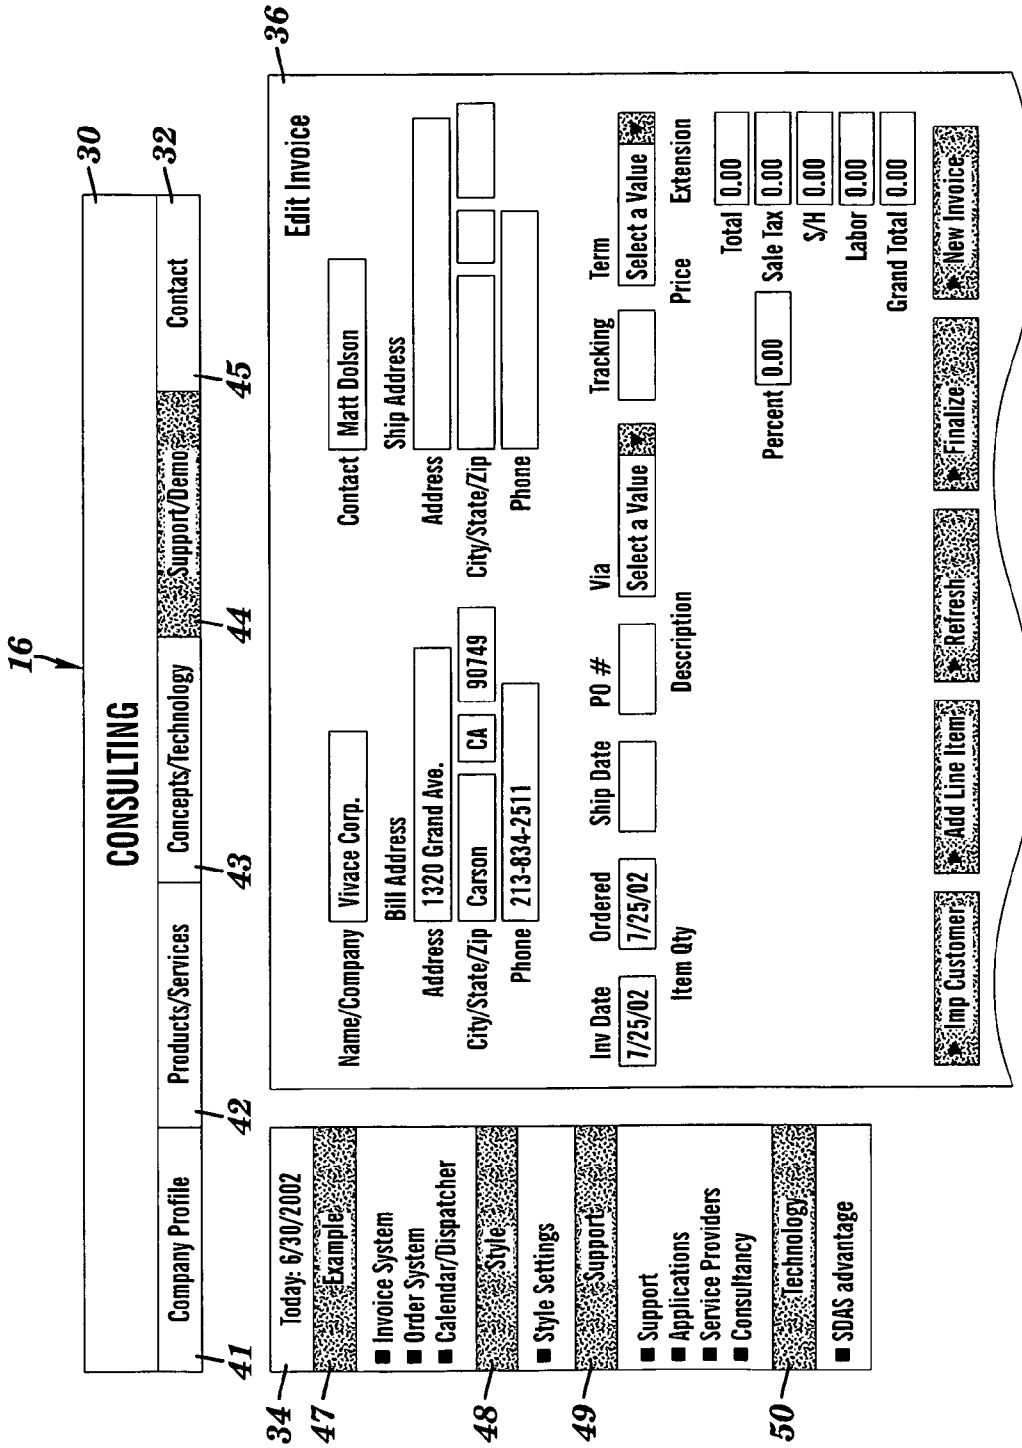 16
30
CONSULTING
32
Company Profile Products/Services Concepts/Technology Support/Demo Contact
41 42 43 44 45
34
Today: 6/30/2002
47
Example
Invoice System
Order System
Calendar/Dispatcher
48
Style
Style Settings
49
Support
Support
Applications
Service Providers
Consultancy
50
Technology
SDAS advantage
36
Edit Invoice
Name/Company Vivace Corp. Contact Matt Dolson
Bill Address Ship Address
Address 1320 Grand Ave. Address
City/State/Zip Carson CA 90749 City/State/Zip
Phone 213-834-2511 Phone
Inv Date Ordered Ship Date PO # Via Tracking Term
7/25/02 7/25/02 Select a Value Select a Value
Item Qty Description Price Extension
Total 0.00
Percent 0.00 Sale Tax 0.00
S/H 0.00
Labor 0.00
Grand Total 0.00
Imp Customer Add Line Item Refresh Finalize New Invoice